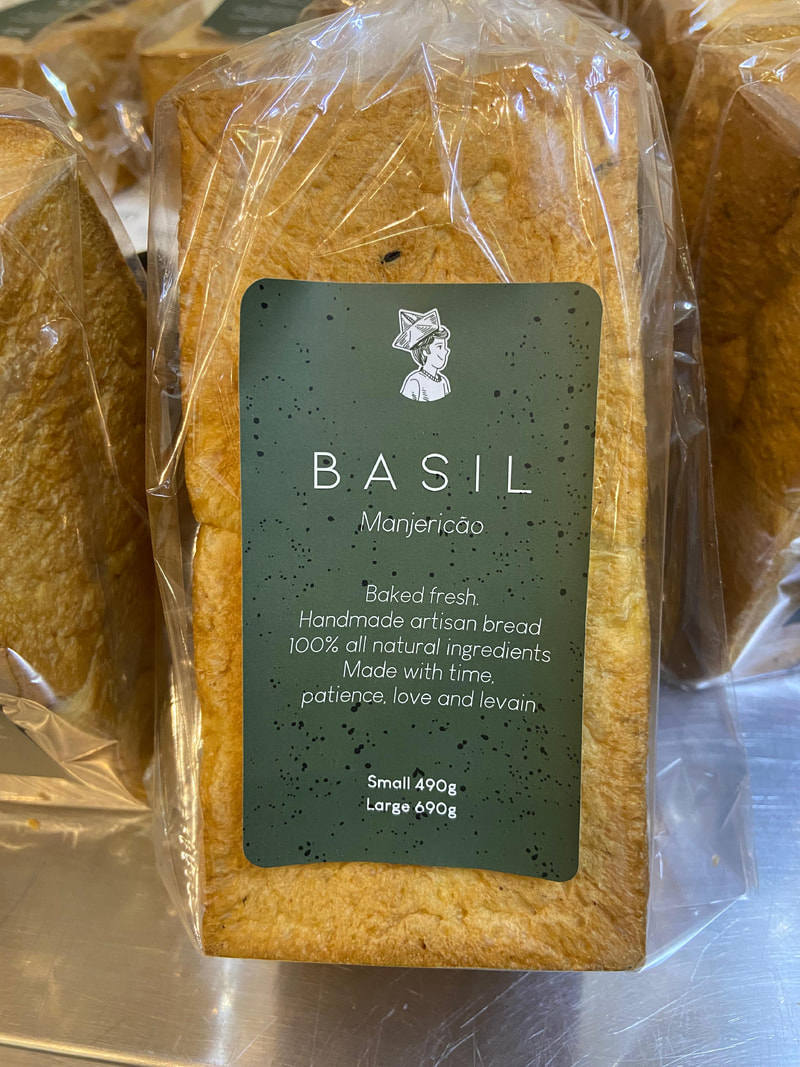 BASIL
Manjericão
Baked fresh.
Handmade artisan bread
100% all natural ingredients
Made with time,
patience, love and levain
Small 490g
Large 690g